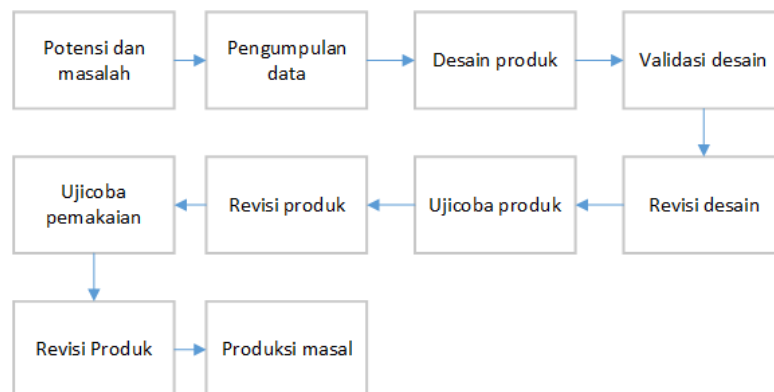 Potensi dan
masalah
Pengumpulan
data
Desain produk
Validasi desain
Revisi desain
Ujicoba produk
Revisi produk
Ujicoba
pemakaian
Revisi Produk
Produksi masal